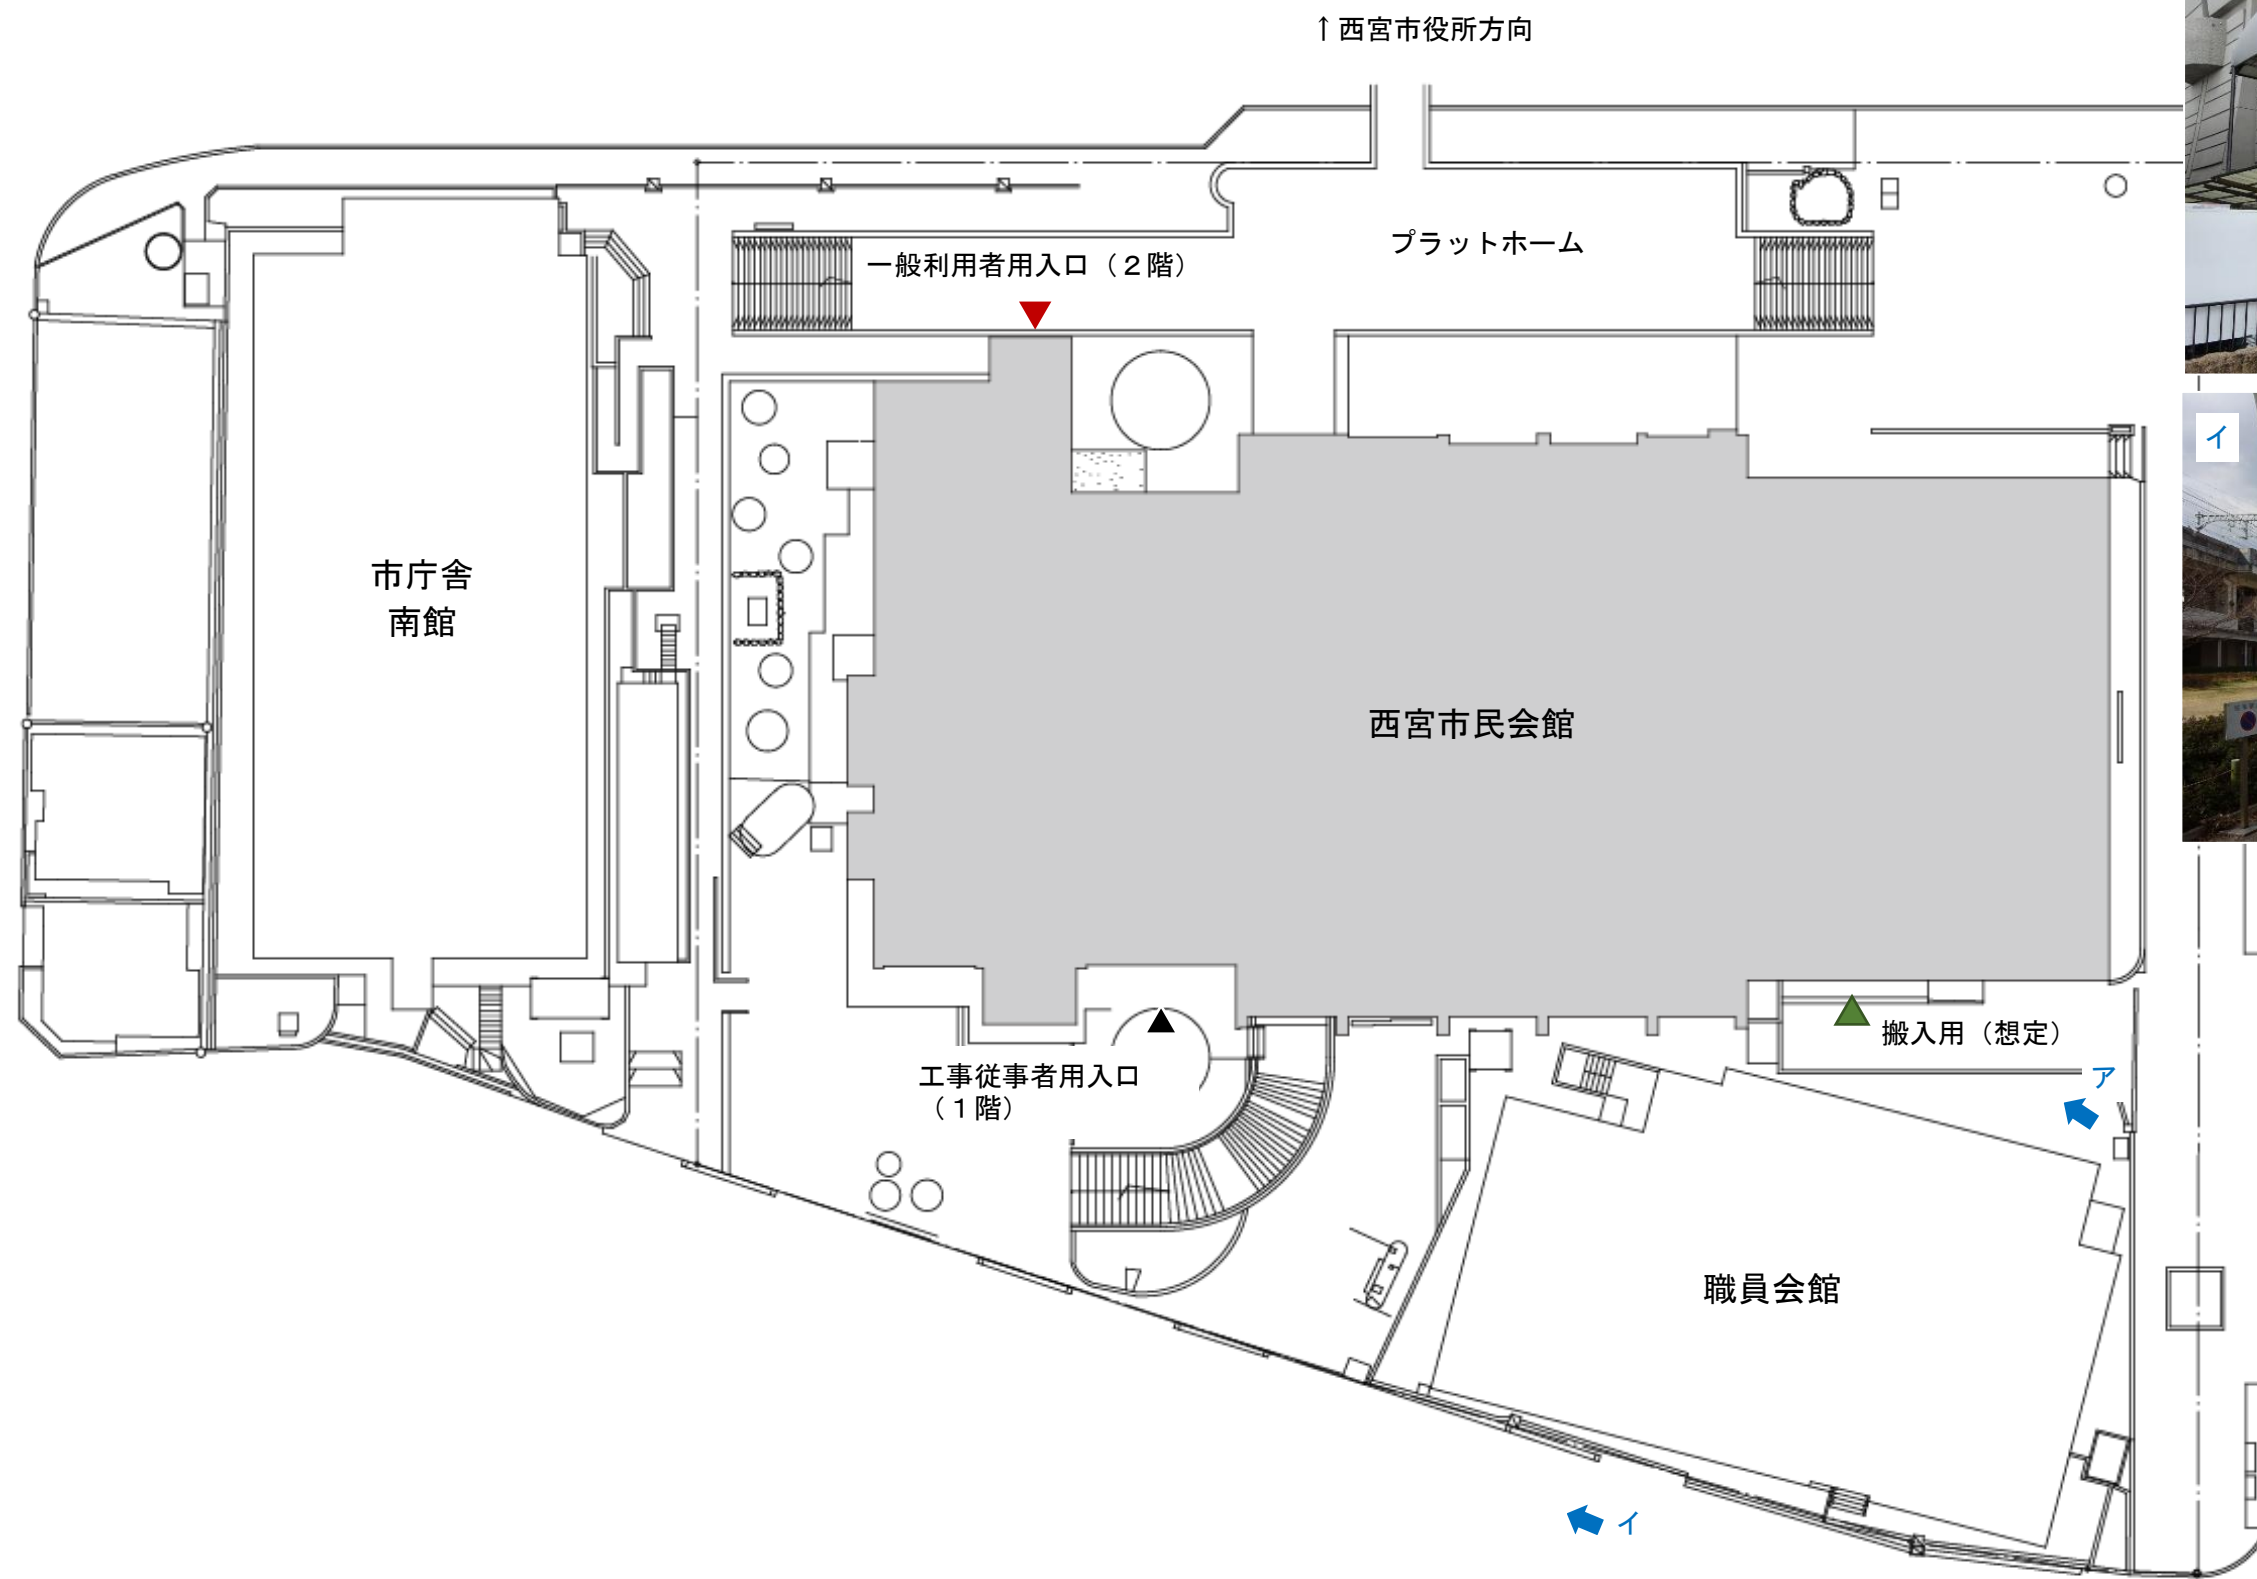 ↑西宮市役所方向
プラットホーム
一般利用者用入口（２階）
イ
市庁舎
南館
西宮市民会館
搬入用（想定）
工事従事者用入口
（１階）
ア
職員会館
イ